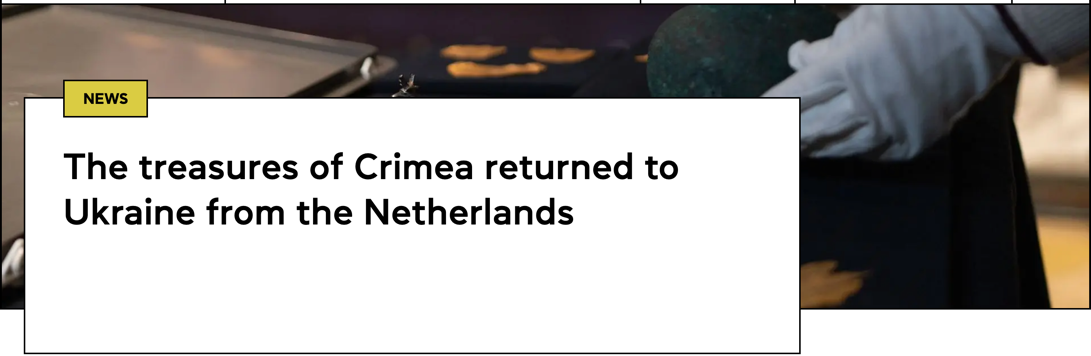 NEWS
The treasures of Crimea returned to
Ukraine from the Netherlands